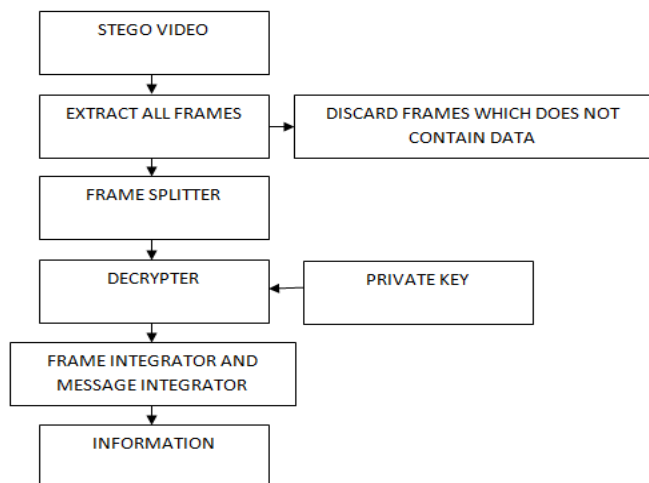 STEGO VIDEO
EXTRACT ALL FRAMES
DISCARD FRAMES WHICH DOES NOT
CONTAIN DATA
FRAME SPLITTER
DECRYPTER
PRIVATE KEY
FRAME INTEGRATOR AND
MESSAGE INTEGRATOR
INFORMATION